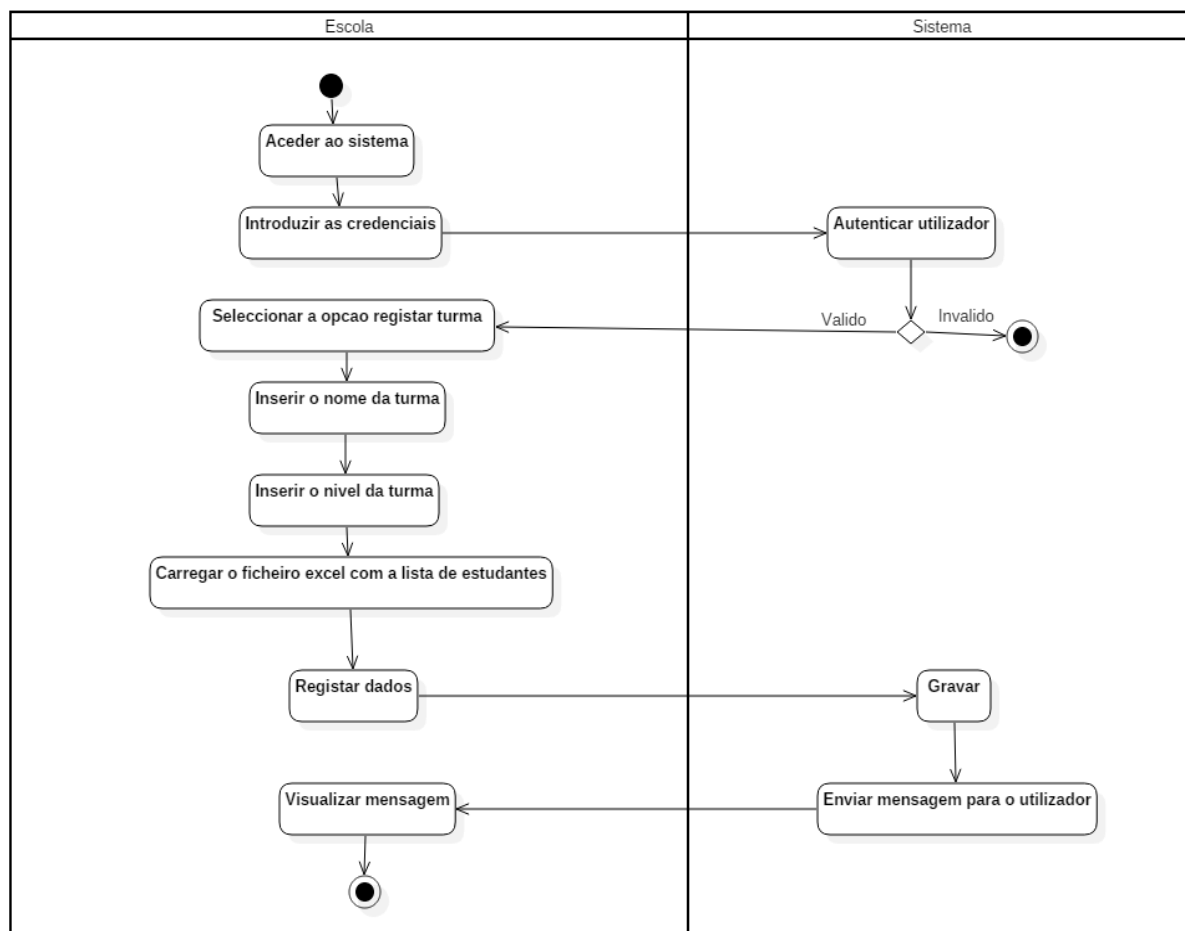 Escola
Sistema
Aceder ao sistema
Introduzir as credenciais
Autenticar utilizador
Seleccionar a opcao registar turma
Valido
Invalido
Inserir o nome da turma
Inserir o nivel da turma
Carregar o ficheiro excel com a lista de estudantes
Registar dados
Gravar
Visualizar mensagem
Enviar mensagem para o utilizador